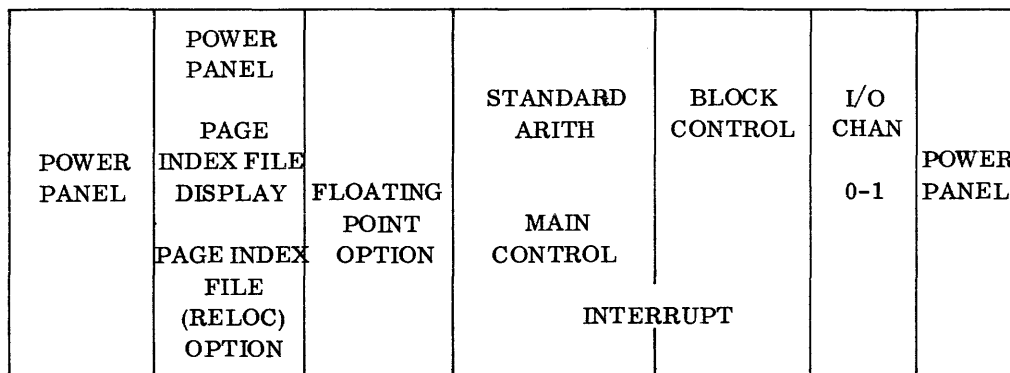 POWER
PANEL
POWER
PANEL
PAGE
INDEX FILE
DISPLAY
PAGE INDEX
FILE
(RELOC)
OPTION
FLOATING
POINT
OPTION
STANDARD
ARITH
MAIN
CONTROL
BLOCK
CONTROL
INTERRUPT
I/O
CHAN
0-1
POWER
PANEL